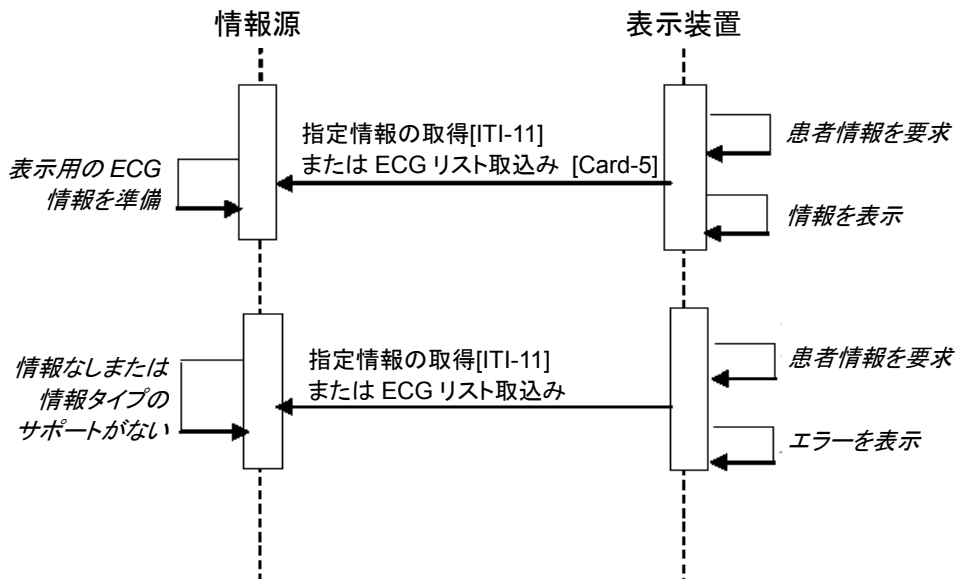 情報源
表示装置
指定情報の取得[ITI-11]
または ECG リスト取込み [Card-5]
患者情報を要求
表示用の ECG
情報を準備
情報を表示
指定情報の取得[ITI-11]
または ECG リスト取込み
患者情報を要求
情報なしまたは
情報タイプの
サポートがない
エラーを表示